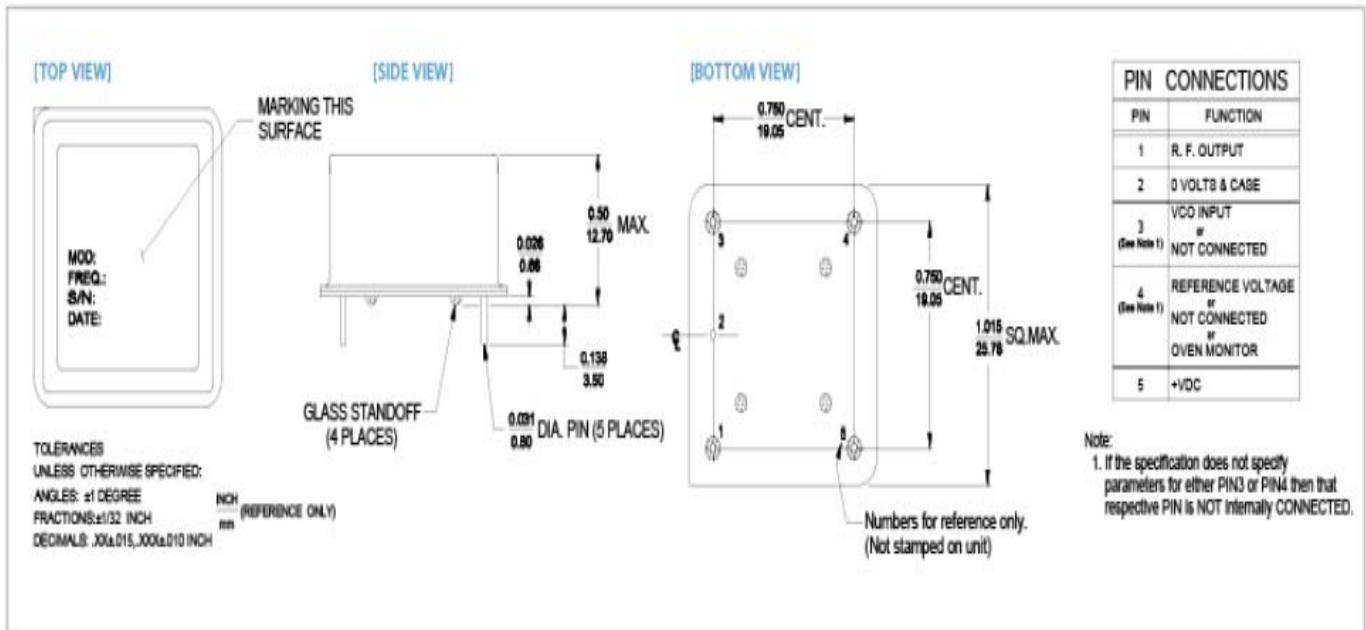 [TOP VIEW]
MARKING THIS
SURFACE
MOD:
FREQ.:
S/N:
DATE:
TOLERANCES
UNLESS OTHERWISE SPECIFIED:
ANGLES: ±1 DEGREE
FRACTIONS:±1/32 INCH
DECIMALS: .XX±.015,.XXX±.010 INCH
INCH
mm
(REFERENCE ONLY)
[SIDE VIEW]
0.50
12.70
MAX.
0.026
0.66
0.138
3.50
GLASS STANDOFF
(4 PLACES)
0.031
0.80
DIA. PIN (5 PLACES)
[BOTTOM VIEW]
0.750
19.05
CENT.
3
4
0.750
19.05
CENT.
2
1.015
25.78
SQ.MAX.
1
5
Numbers for reference only.
(Not stamped on unit)
PIN CONNECTIONS
PIN FUNCTION
1 R. F. OUTPUT
2 0 VOLTS & CASE
3
(See Note 1)
VCO INPUT
or
NOT CONNECTED
4
(See Note 1)
REFERENCE VOLTAGE
or
NOT CONNECTED
or
OVEN MONITOR
5 +VDC
Note:
1. If the specification does not specify
parameters for either PIN3 or PIN4 then that
respective PIN is NOT internally CONNECTED.